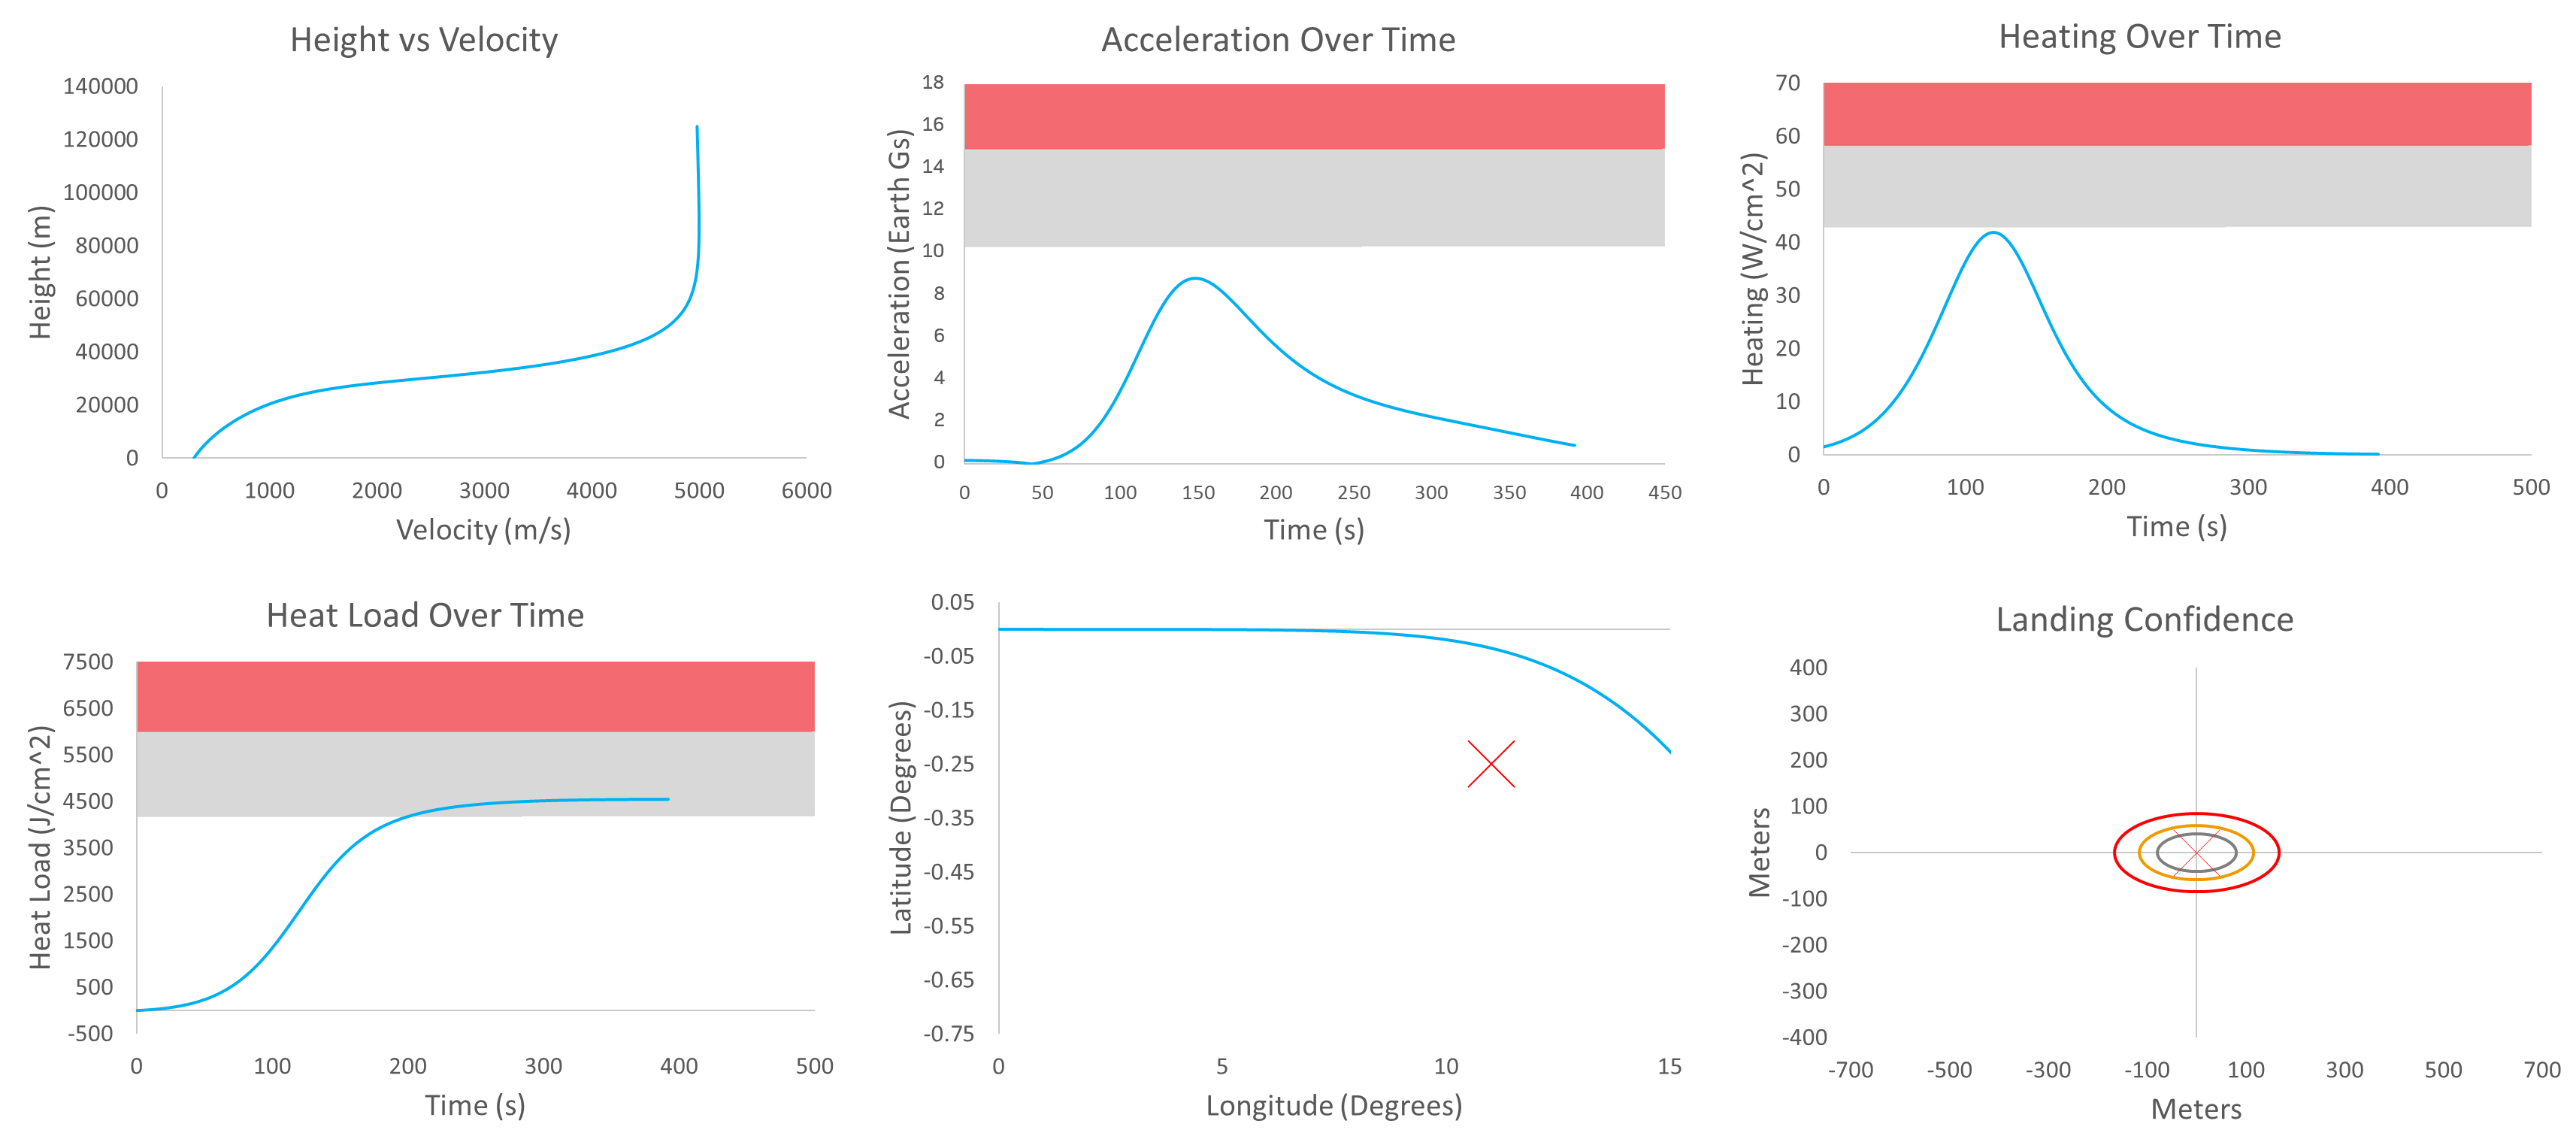 Height vs Velocity
140000
120000
100000
80000
60000
40000
20000
0
Height (m)
0 1000 2000 3000 4000 5000 6000
Velocity (m/s)
Acceleration Over Time
18
16
14
12
10
8
6
4
2
0
Acceleration (Earth Gs)
0 50 100 150 200 250 300 350 400 450
Time (s)
Heating Over Time
70
60
50
40
30
20
10
0
Heating (W/cm^2)
0 100 200 300 400 500
Time (s)
Heat Load Over Time
7500
6500
5500
4500
3500
2500
1500
500
-500
Heat Load (J/cm^2)
0 100 200 300 400 500
Time (s)
0.05
-0.05
-0.15
-0.25
-0.35
-0.45
-0.55
-0.65
-0.75
Latitude (Degrees)
0 5 10 15
Longitude (Degrees)
Landing Confidence
400
300
200
100
0
-100
-200
-300
-400
Meters
-700 -500 -300 -100 100 300 500 700
Meters